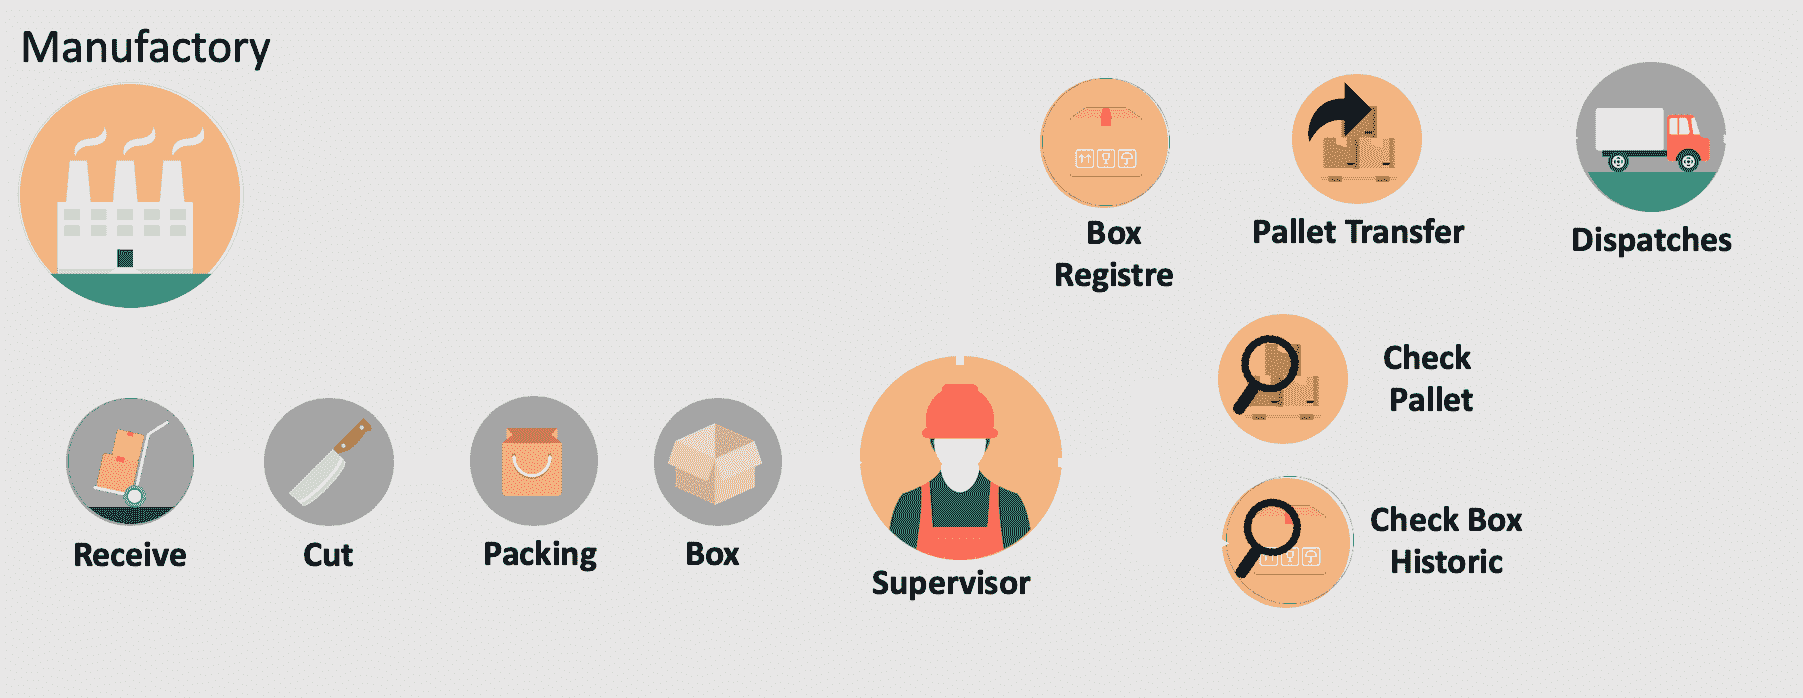 Manufactory
Box
Registre
Pallet Transfer
Dispatches
Check
Pallet
Receive
Cut
Packing
Box
Supervisor
Check Box
Historic